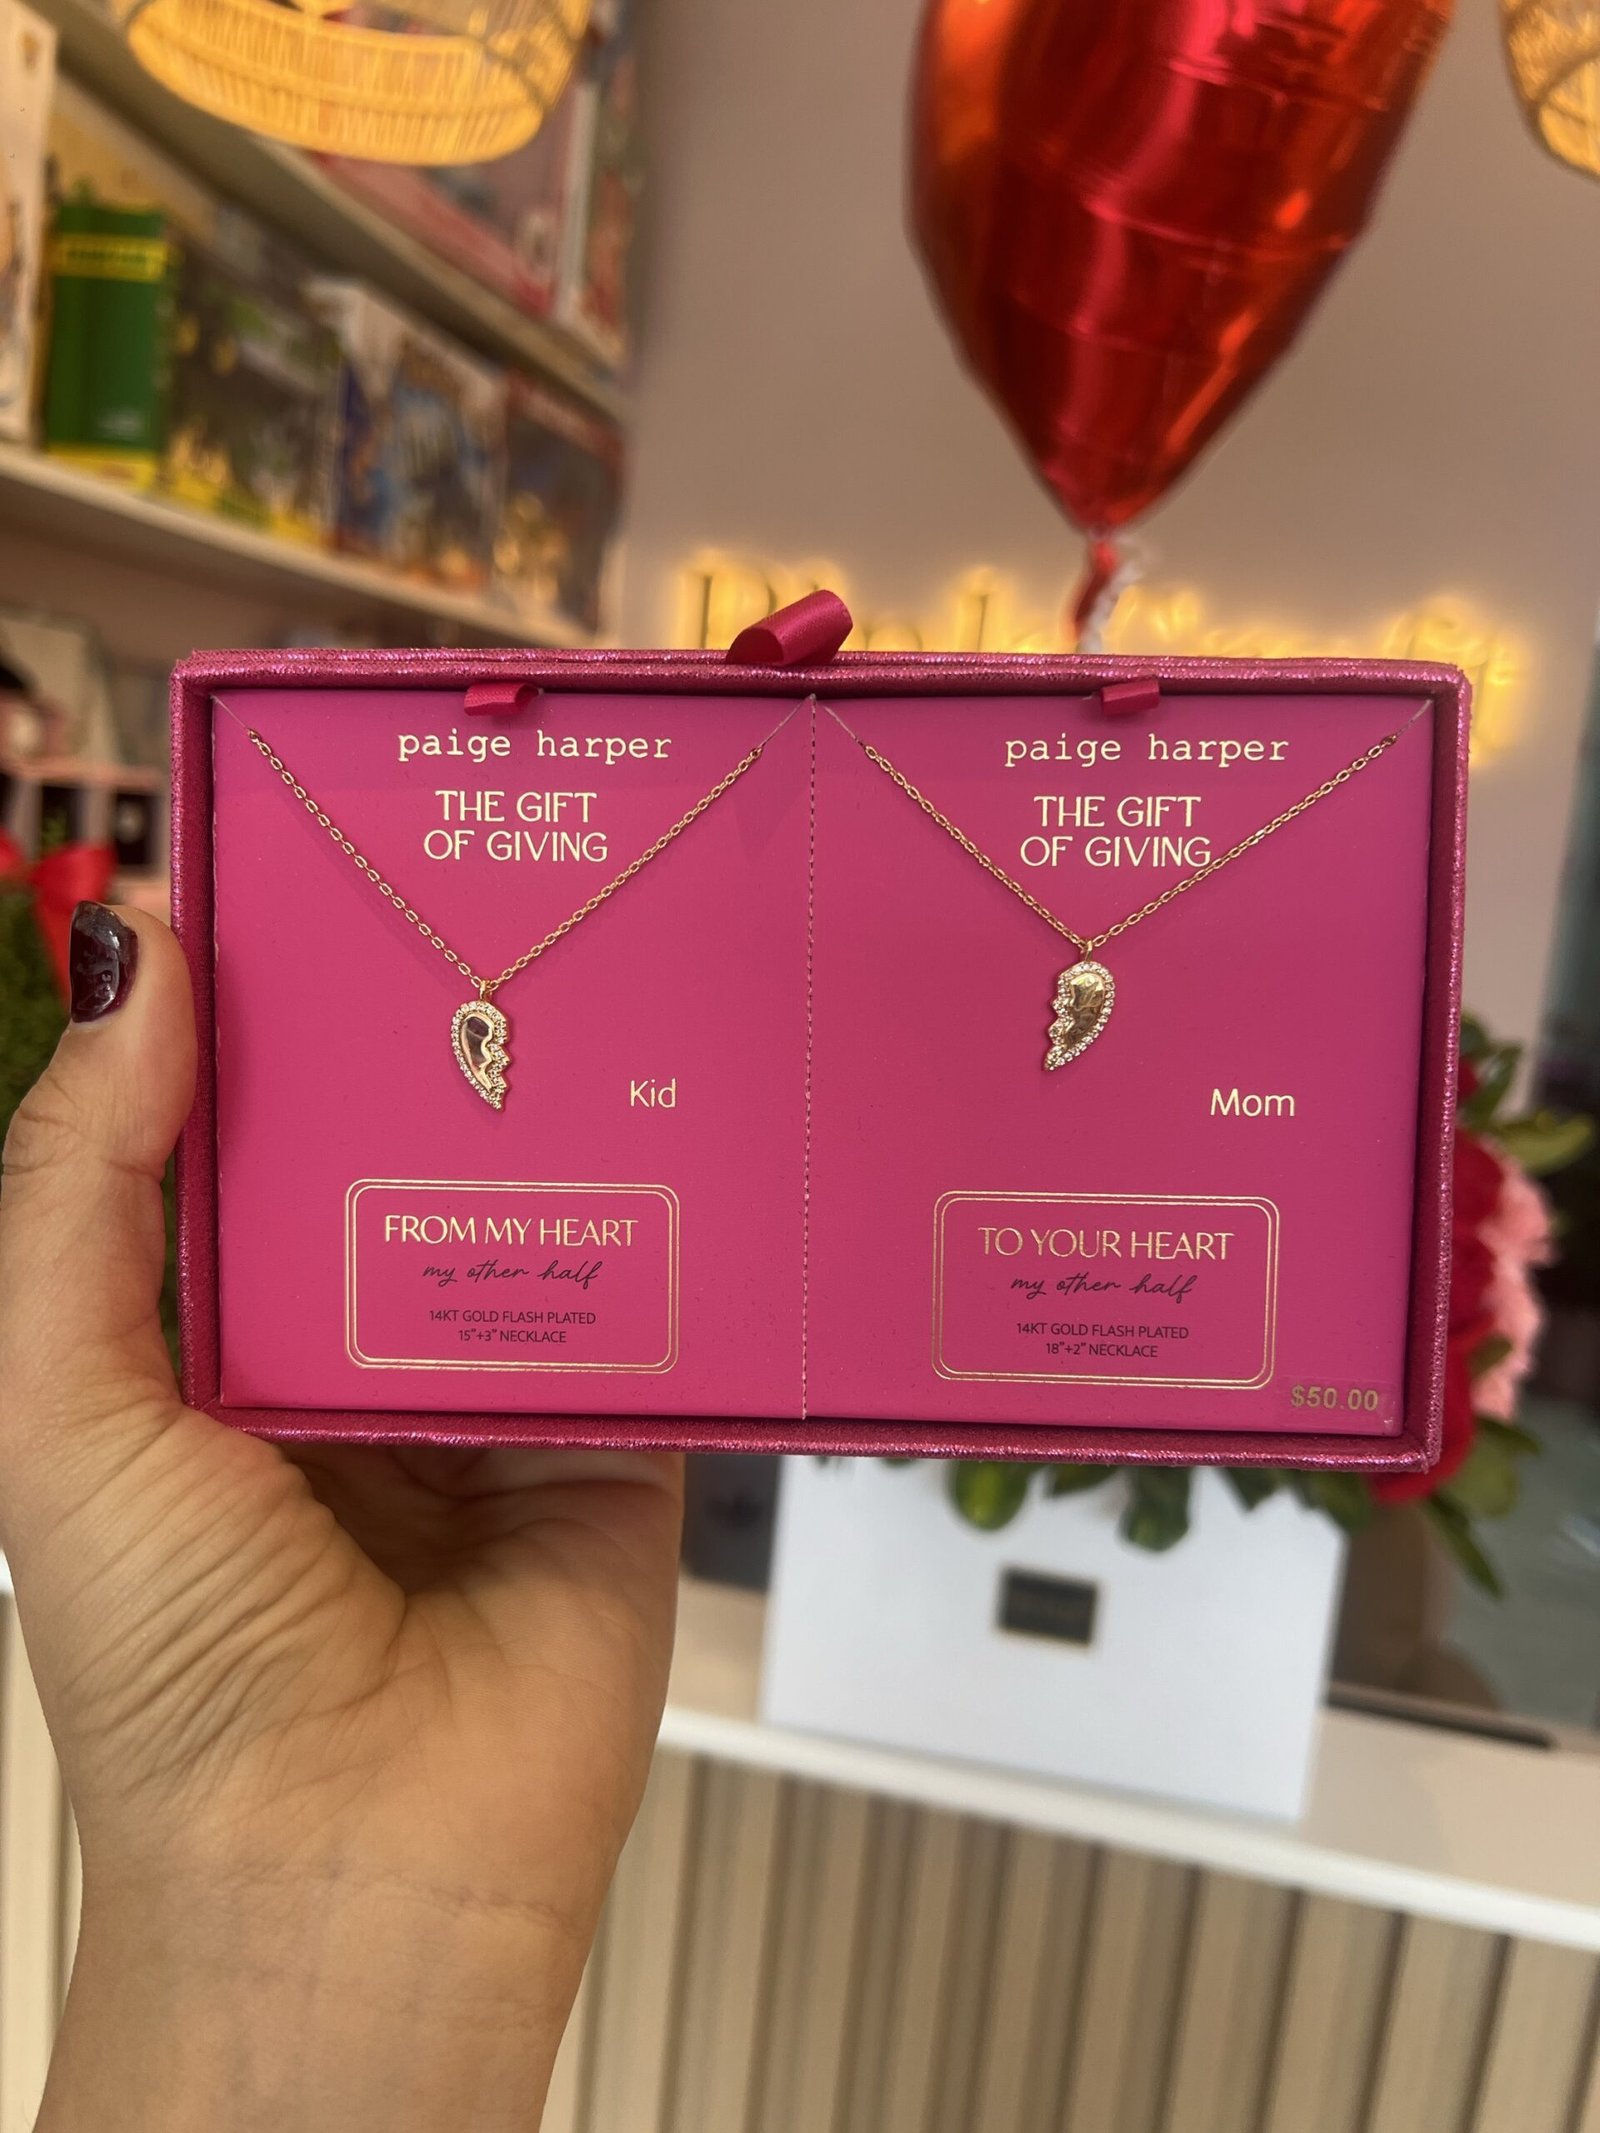 paige harper
THE GIFT
OF GIVING
Kid
FROM MY HEART
my other half
14KT GOLD FLASH PLATED
15"+3" NECKLACE
paige harper
THE GIFT
OF GIVING
Mom
TO YOUR HEART
my other half
14KT GOLD FLASH PLATED
18"+2" NECKLACE
$50.00